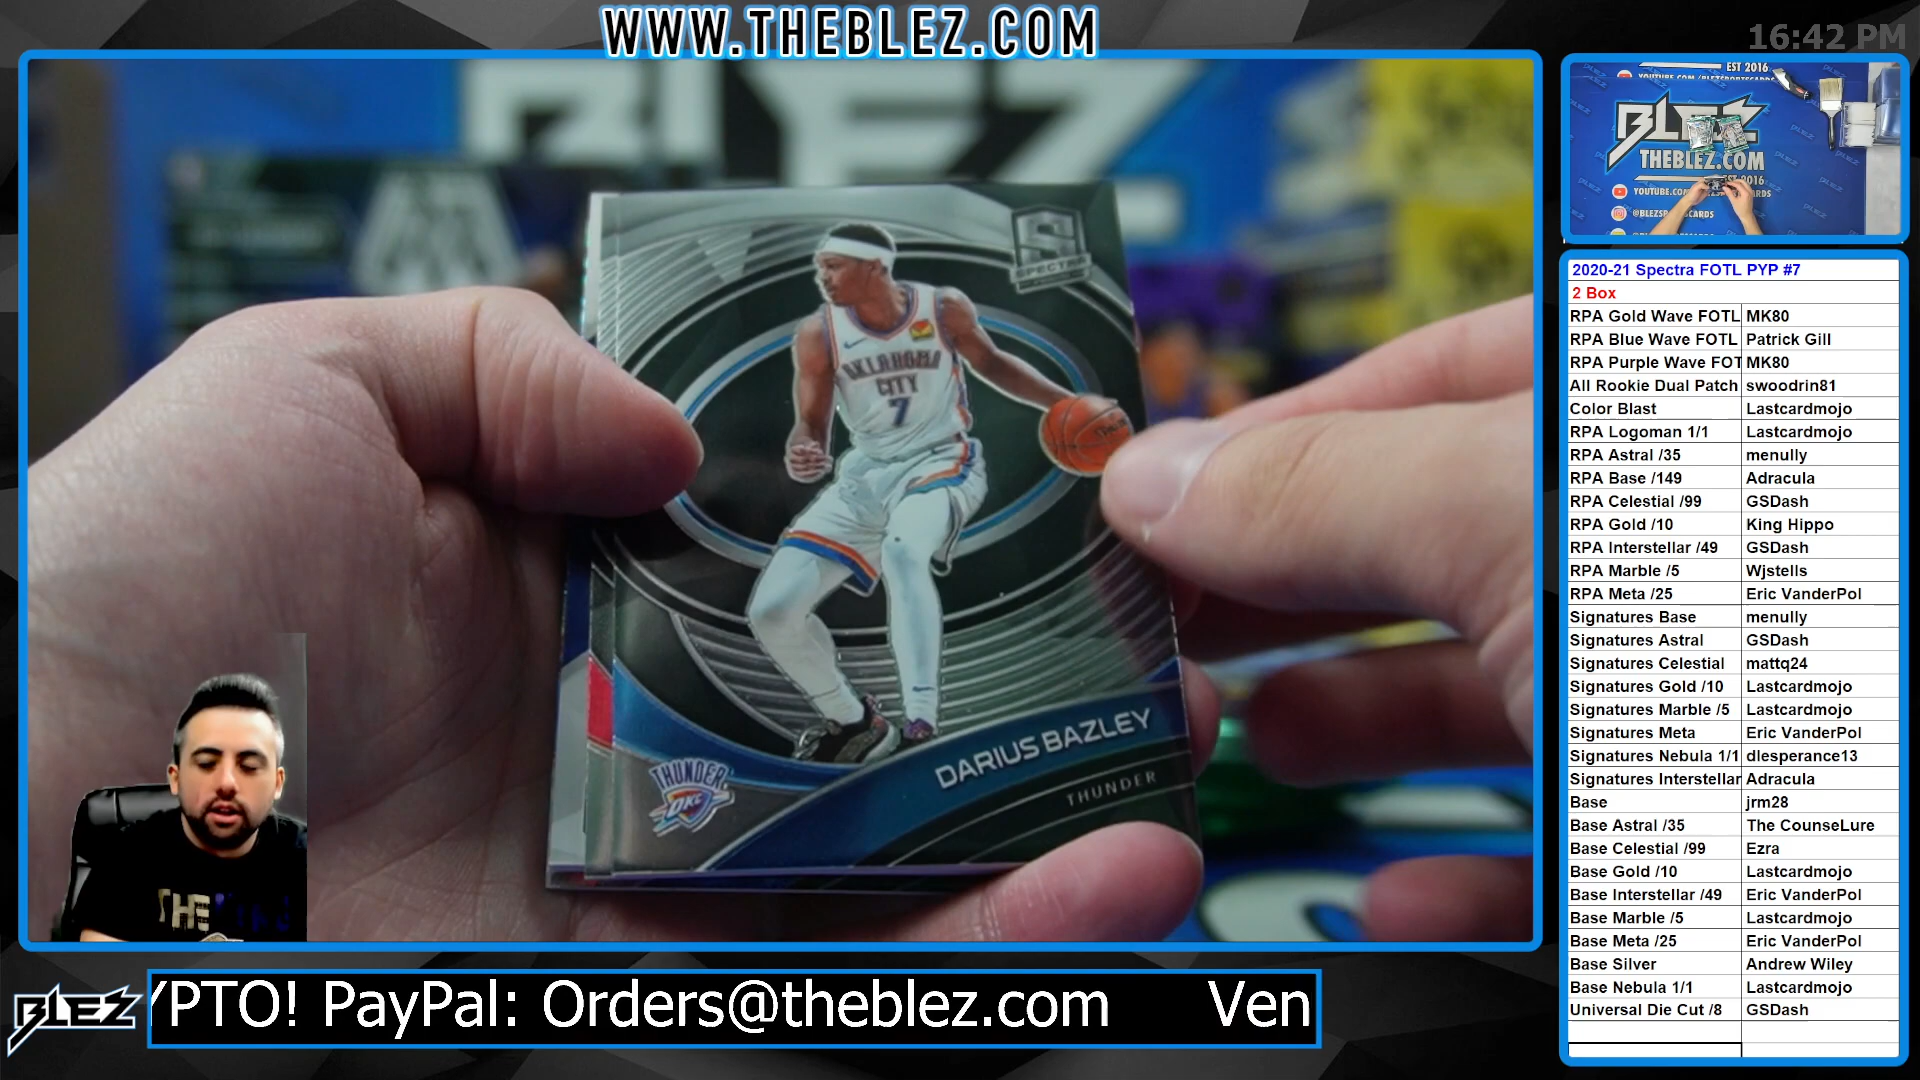 WWW.THEBLEZ.COM
16:42 PM
EST 2016
BLEZ
THEBLEZ.COM
2016
@BLEZSP
CARDS
SPECTRA
OKLAHOMA
CITY
7
DARIUS BAZLEY
THUNDER
THUNDER
OKC
THE
2020-21 Spectra FOTL PYP #7
2 Box
RPA Gold Wave FOTL MK80
RPA Blue Wave FOTL Patrick Gill
RPA Purple Wave FOT MK80
All Rookie Dual Patch swoodrin81
Color Blast Lastcardmojo
RPA Logoman 1/1 Lastcardmojo
RPA Astral /35 menully
RPA Base /149 Adracula
RPA Celestial /99 GSDash
RPA Gold /10 King Hippo
RPA Interstellar /49 GSDash
RPA Marble /5 Wjstells
RPA Meta /25 Eric VanderPol
Signatures Base menully
Signatures Astral GSDash
Signatures Celestial mattq24
Signatures Gold /10 Lastcardmojo
Signatures Marble /5 Lastcardmojo
Signatures Meta Eric VanderPol
Signatures Nebula 1/1 dlesperance13
Signatures Interstellar Adracula
Base jrm28
Base Astral /35 The CounseLure
Base Celestial /99 Ezra
Base Gold /10 Lastcardmojo
Base Interstellar /49 Eric VanderPol
Base Marble /5 Lastcardmojo
Base Meta /25 Eric VanderPol
Base Silver Andrew Wiley
Base Nebula 1/1 Lastcardmojo
Universal Die Cut /8 GSDash
BLEZ
YPTO! PayPal: Orders@theblez.com Ven